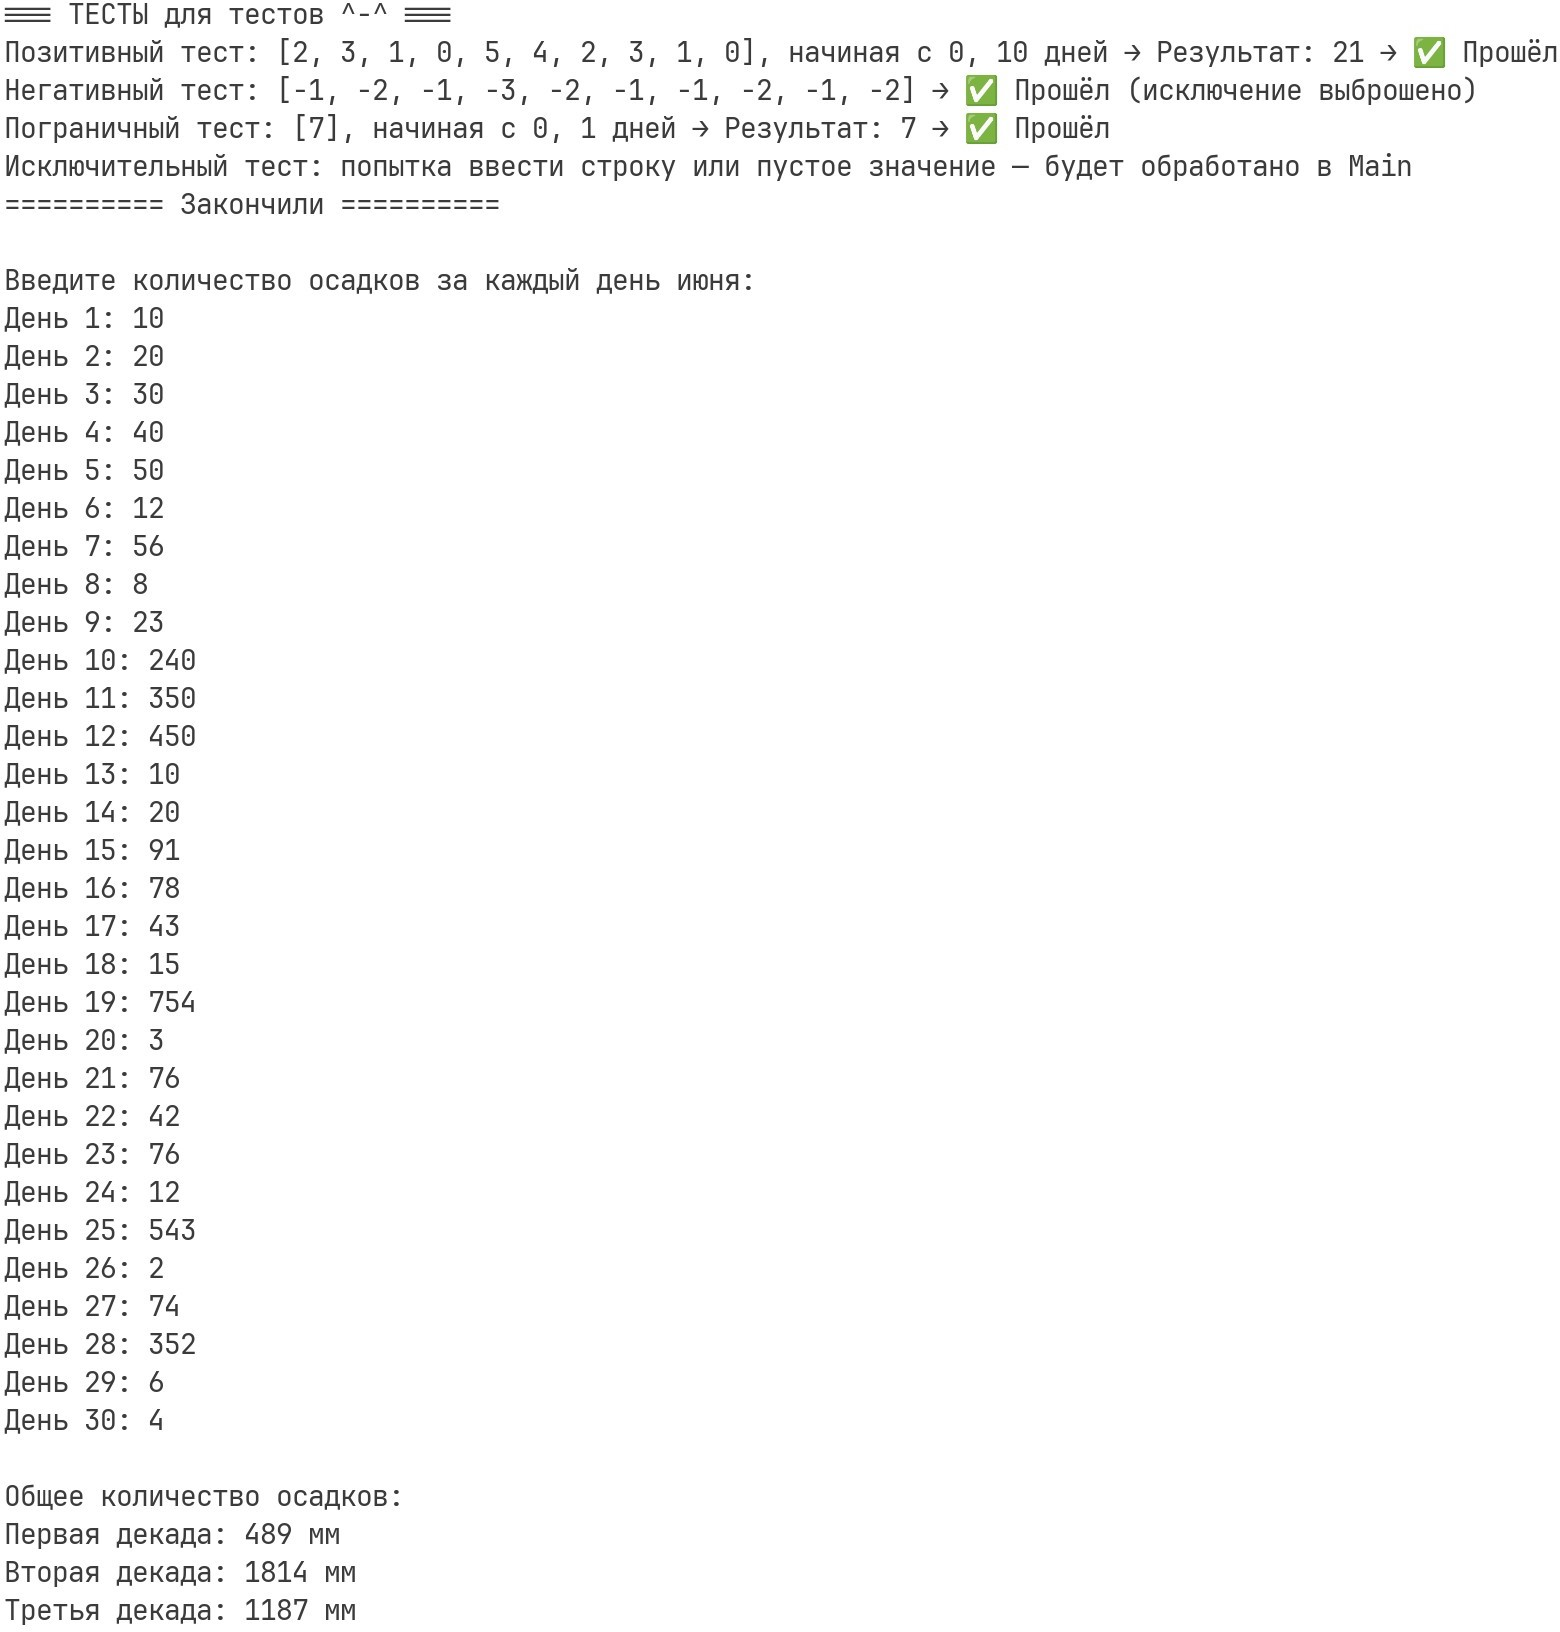 === ТЕСТЫ для тестов ^-^ ===
Позитивный тест: [2, 3, 1, 0, 5, 4, 2, 3, 1, 0], начиная с 0, 10 дней → Результат: 21 → ✅ Прошёл
Негативный тест: [-1, -2, -1, -3, -2, -1, -1, -2, -1, -2] → ✅ Прошёл (исключение выброшено)
Пограничный тест: [7], начиная с 0, 1 дней → Результат: 7 → ✅ Прошёл
Исключительный тест: попытка ввести строку или пустое значение — будет обработано в Main
========== Закончили ==========
Введите количество осадков за каждый день июня:
День 1: 10
День 2: 20
День 3: 30
День 4: 40
День 5: 50
День 6: 12
День 7: 56
День 8: 8
День 9: 23
День 10: 240
День 11: 350
День 12: 450
День 13: 10
День 14: 20
День 15: 91
День 16: 78
День 17: 43
День 18: 15
День 19: 754
День 20: 3
День 21: 76
День 22: 42
День 23: 76
День 24: 12
День 25: 543
День 26: 2
День 27: 74
День 28: 352
День 29: 6
День 30: 4
Общее количество осадков:
Первая декада: 489 мм
Вторая декада: 1814 мм
Третья декада: 1187 мм